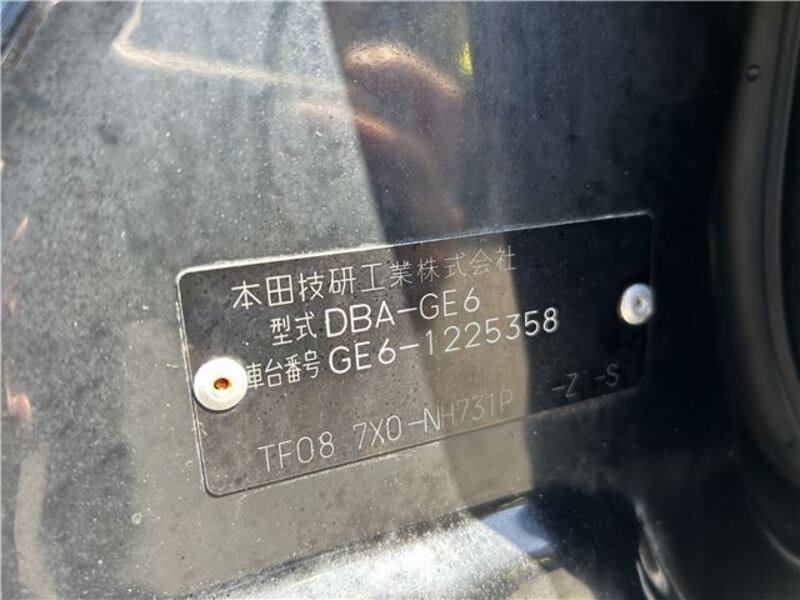 本田技研工業株式会社
型式 DBA-GE6
車台番号 GE6-1225358
TF08 7X0-NH731P -Z -S